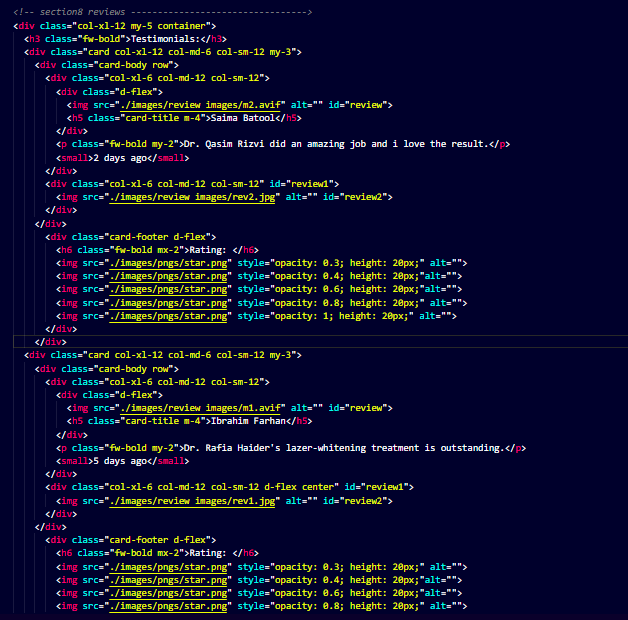 <!-- section8 reviews --------------------------------->
<div class="col-xl-12 my-5 container">
<h3 class="fw-bold">Testimonials:</h3>
<div class="card col-xl-12 col-md-6 col-sm-12 my-3">
<div class="card-body row">
<div class="col-xl-6 col-md-12 col-sm-12">
<div class="d-flex">
<img src="./images/review images/m2.avif" alt="" id="review">
<h5 class="card-title m-4">Saima Batool</h5>
</div>
<p class="fw-bold my-2">Dr. Qasim Rizvi did an amazing job and i love the result.</p>
<small>2 days ago</small>
</div>
<div class="col-xl-6 col-md-12 col-sm-12" id="review1">
<img src="./images/review images/rev2.jpg" alt="" id="review2">
</div>
</div>
<div class="card-footer d-flex">
<h6 class="fw-bold mx-2">Rating: </h6>
<img src="./images/pngs/star.png" style="opacity: 0.3; height: 20px;" alt="">
<img src="./images/pngs/star.png" style="opacity: 0.4; height: 20px;"alt="">
<img src="./images/pngs/star.png" style="opacity: 0.6; height: 20px;"alt="">
<img src="./images/pngs/star.png" style="opacity: 0.8; height: 20px;" alt="">
<img src="./images/pngs/star.png" style="opacity: 1; height: 20px;" alt="">
</div>
</div>
<div class="card col-xl-12 col-md-6 col-sm-12 my-3">
<div class="card-body row">
<div class="col-xl-6 col-md-12 col-sm-12">
<div class="d-flex">
<img src="./images/review images/m1.avif" alt="" id="review">
<h5 class="card-title m-4">Ibrahim Farhan</h5>
</div>
<p class="fw-bold my-2">Dr. Rafia Haider's lazer-whitening treatment is outstanding.</p>
<small>5 days ago</small>
</div>
<div class="col-xl-6 col-md-12 col-sm-12 d-flex center" id="review1">
<img src="./images/review images/rev1.jpg" alt="" id="review2">
</div>
</div>
<div class="card-footer d-flex">
<h6 class="fw-bold mx-2">Rating: </h6>
<img src="./images/pngs/star.png" style="opacity: 0.3; height: 20px;" alt="">
<img src="./images/pngs/star.png" style="opacity: 0.4; height: 20px;"alt="">
<img src="./images/pngs/star.png" style="opacity: 0.6; height: 20px;"alt="">
<img src="./images/pngs/star.png" style="opacity: 0.8; height: 20px;" alt="">